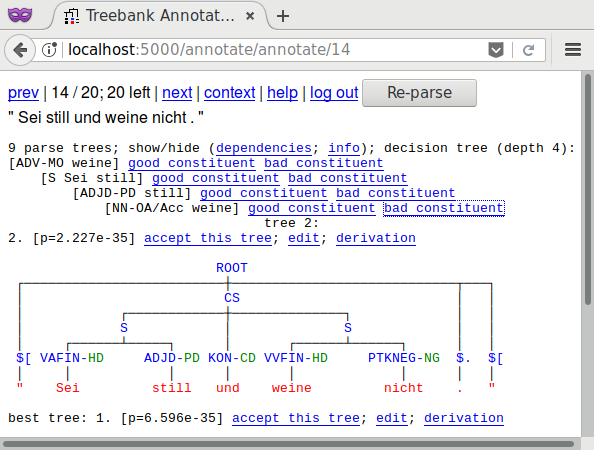 Treebank Annotat… × +
localhost:5000/annotate/annotate/14
prev | 14 / 20; 20 left | next | context | help | log out Re-parse
" Sei still und weine nicht . "
9 parse trees; show/hide (dependencies; info); decision tree (depth 4):
[ADV-MO weine] good constituent bad constituent
[S Sei still] good constituent bad constituent
[ADJD-PD still] good constituent bad constituent
[NN-OA/Acc weine] good constituent bad constituent
tree 2:
2. [p=2.227e-35] accept this tree; edit; derivation
ROOT
CS
S S
$[ VAFIN-HD ADJD-PD KON-CD VVFIN-HD PTKNEG-NG $. $[
" Sei still und weine nicht . "
best tree: 1. [p=6.596e-35] accept this tree; edit; derivation